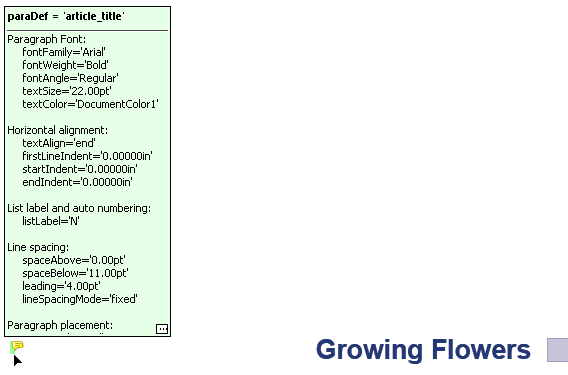 paraDef = 'article_title'
Paragraph Font:
fontFamily='Arial'
fontWeight='Bold'
fontAngle='Regular'
textSize='22.00pt'
textColor='DocumentColor1'
Horizontal alignment:
textAlign='end'
firstLineIndent='0.00000in'
startIndent='0.00000in'
endIndent='0.00000in'
List label and auto numbering:
listLabel='N'
Line spacing:
spaceAbove='0.00pt'
spaceBelow='11.00pt'
leading='4.00pt'
lineSpacingMode='fixed'
Paragraph placement:
Growing Flowers